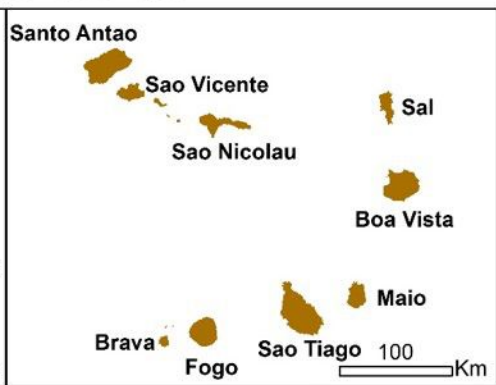 Santo Antao
Sao Vicente
Sal
Sao Nicolau
Boa Vista
Maio
Brava
Sao Tiago
100
Fogo
Km